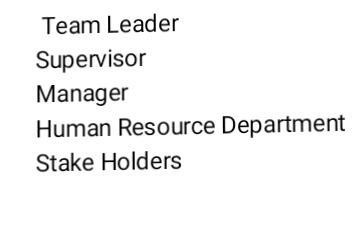 Team Leader
Supervisor
Manager
Human Resource Department
Stake Holders